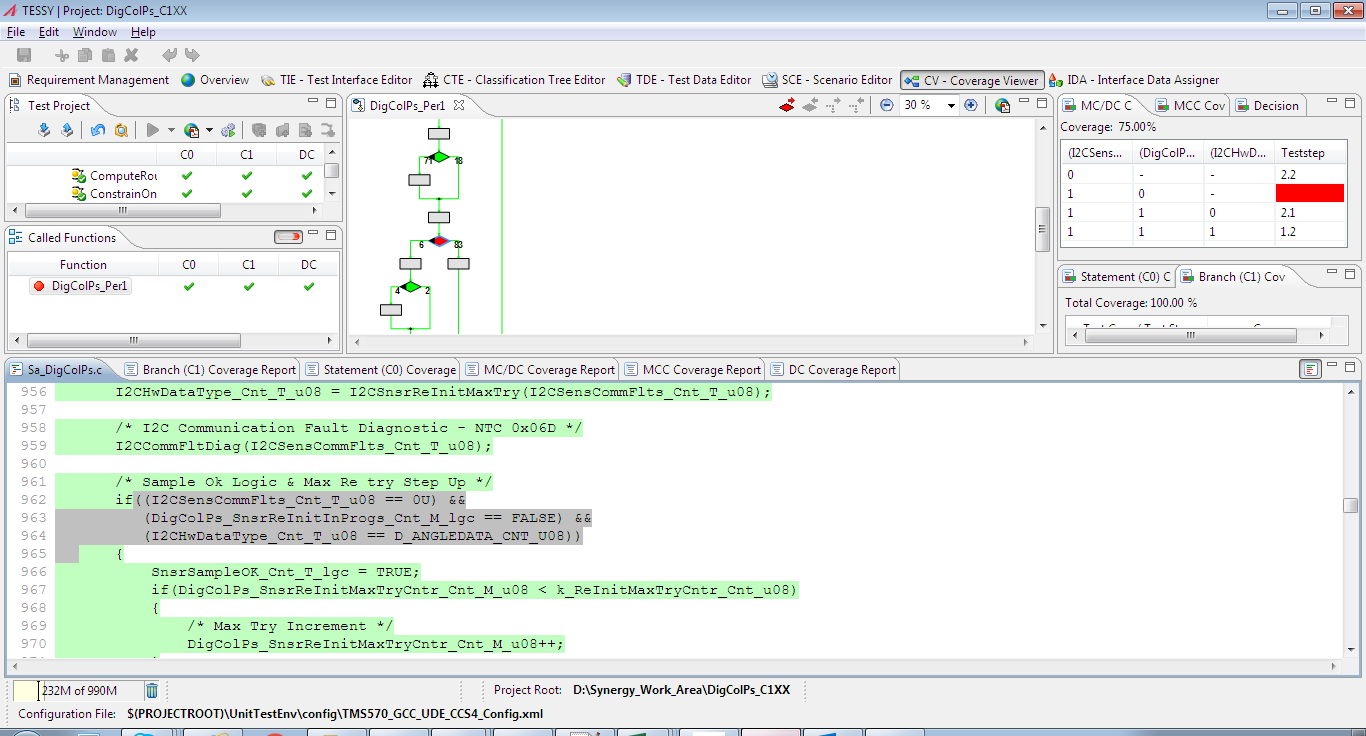 TESSY | Project: DigColPs_C1XX
File Edit Window Help
Requirement Management Overview TIE - Test Interface Editor CTE - Classification Tree Editor TDE - Test Data Editor SCE - Scenario Editor CV - Coverage Viewer IDA - Interface Data Assigner
Test Project
C0 C1 DC
ComputeRou
ConstrainOn
Called Functions
Function C0 C1 DC
DigColPs_Per1
DigColPs_Per1
30 %
71 18
6 83
4 2
MC/DC C MCC Cov Decision
Coverage: 75.00%
(I2CSens... (DigColP... (I2CHwD... Teststep
0 - - 2.2
1 0 -
1 1 0 2.1
1 1 1 1.2
Statement (C0) C Branch (C1) Cov
Total Coverage: 100.00 %
Sa_DigColPs.c Branch (C1) Coverage Report Statement (C0) Coverage MC/DC Coverage Report MCC Coverage Report DC Coverage Report
956 I2CHwDataType_Cnt_T_u08 = I2CSnsrReInitMaxTry(I2CSensCommFlts_Cnt_T_u08);
957
958 /* I2C Communication Fault Diagnostic - NTC 0x06D */
959 I2CCommFltDiag(I2CSensCommFlts_Cnt_T_u08);
960
961 /* Sample Ok Logic & Max Re try Step Up */
962 if((I2CSensCommFlts_Cnt_T_u08 == 0U) &&
963 (DigColPs_SnsrReInitInProgs_Cnt_M_lgc == FALSE) &&
964 (I2CHwDataType_Cnt_T_u08 == D_ANGLEDATA_CNT_U08))
965 {
966 SnsrSampleOK_Cnt_T_lgc = TRUE;
967 if(DigColPs_SnsrReInitMaxTryCntr_Cnt_M_u08 < k_ReInitMaxTryCntr_Cnt_u08)
968 {
969 /* Max Try Increment */
970 DigColPs_SnsrReInitMaxTryCntr_Cnt_M_u08++;
232M of 990M Project Root: D:\Synergy_Work_Area\DigColPs_C1XX
Configuration File: $(PROJECTROOT)\UnitTestEnv\config\TMS570_GCC_UDE_CCS4_Config.xml